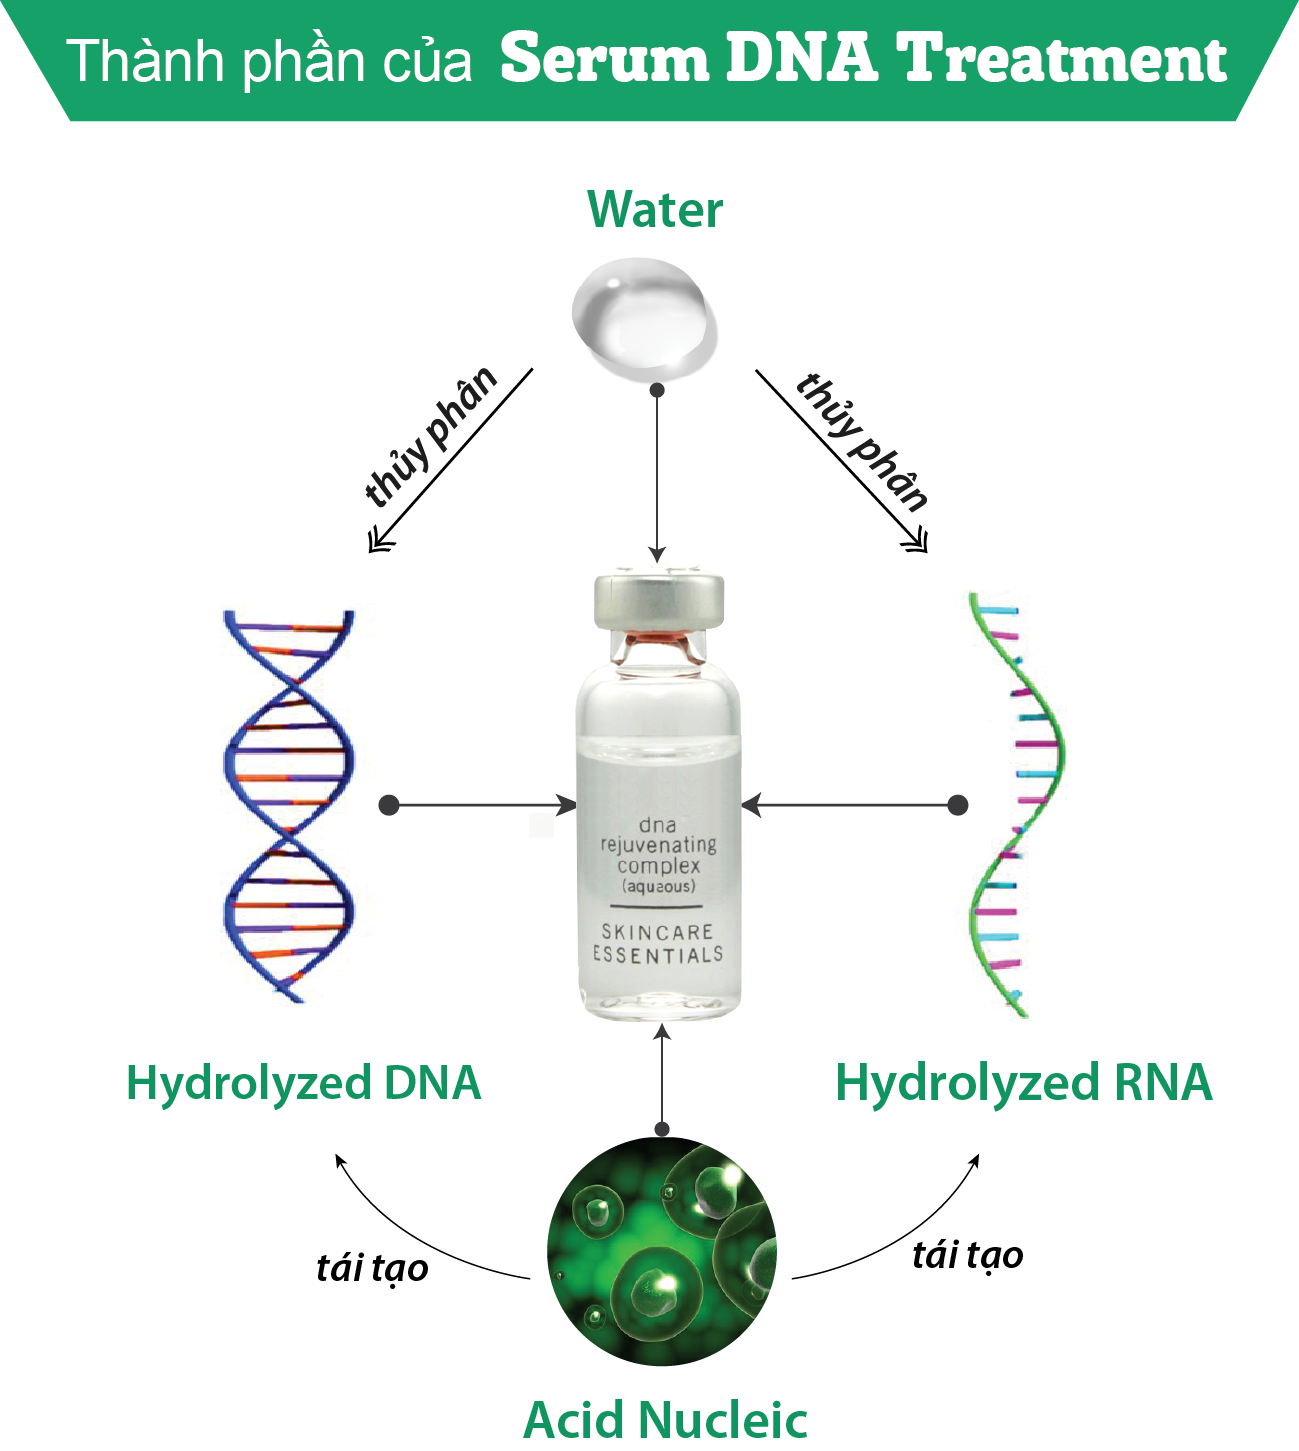 Thành phần của Serum DNA Treatment
Water
thủy phân
thủy phân
dna
rejuvenating
complex
(aquaous)
SKINCARE
ESSENTIALS
Hydrolyzed DNA
Hydrolyzed RNA
tái tạo
tái tạo
Acid Nucleic